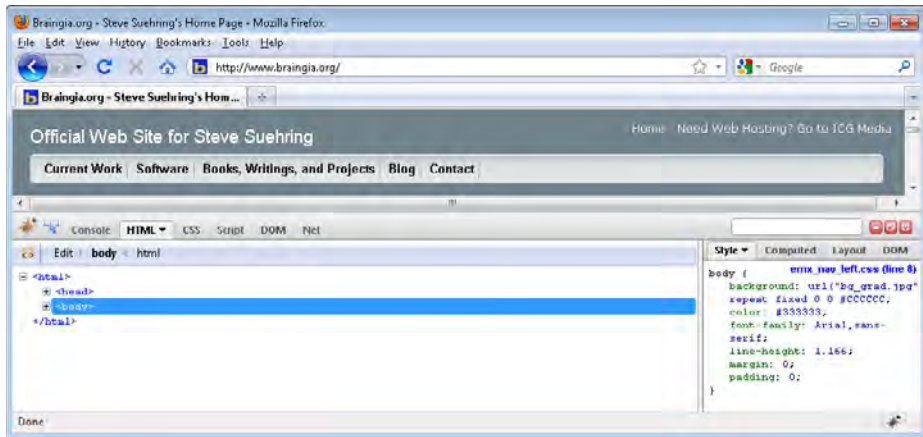 Braingia.org - Steve Suehring's Home Page - Mozilla Firefox
File Edit View History Bookmarks Tools Help
http://www.braingia.org/ Google
Braingia.org - Steve Suehring's Hom...
Official Web Site for Steve Suehring Home Need Web Hosting? Go to ICG Media
Current Work Software Books, Writings, and Projects Blog Contact
Console HTML CSS Script DOM Net
Edit body < html Style Computed Layout DOM
<html>
<head>
<body>
</html>
body { emx_nav_left.css (line 8)
background: url("bg_grad.jpg"
repeat fixed 0 0 #CCCCCC;
color: #333333;
font-family: Arial,sans-
serif;
line-height: 1.166;
margin: 0;
padding: 0;
}
Done